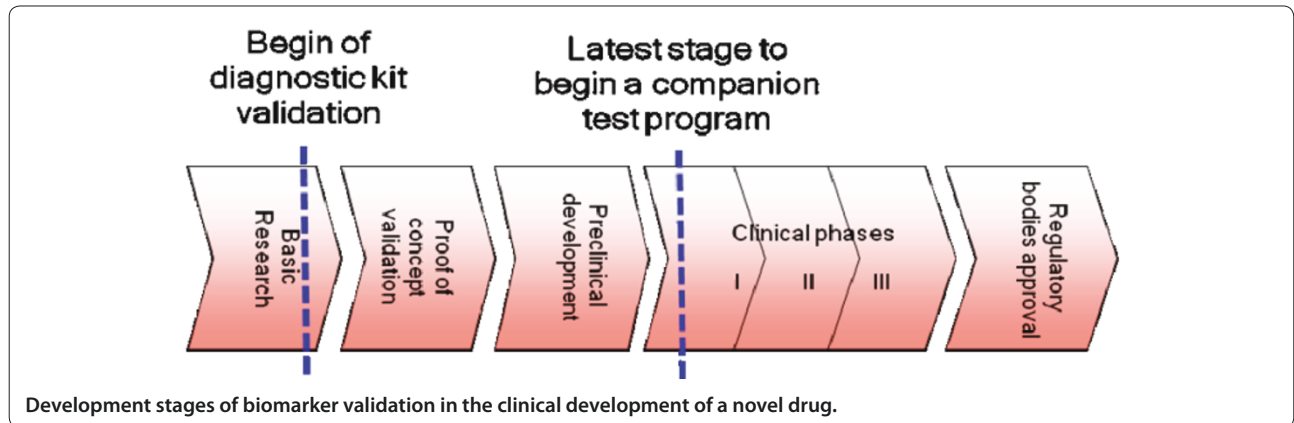 Begin of
diagnostic kit
validation
Latest stage to
begin a companion
test program
Basic
Research
Proof of
concept
validation
Preclinical
development
Clinical phases
I
II
III
Regulatory
bodies approval
Development stages of biomarker validation in the clinical development of a novel drug.